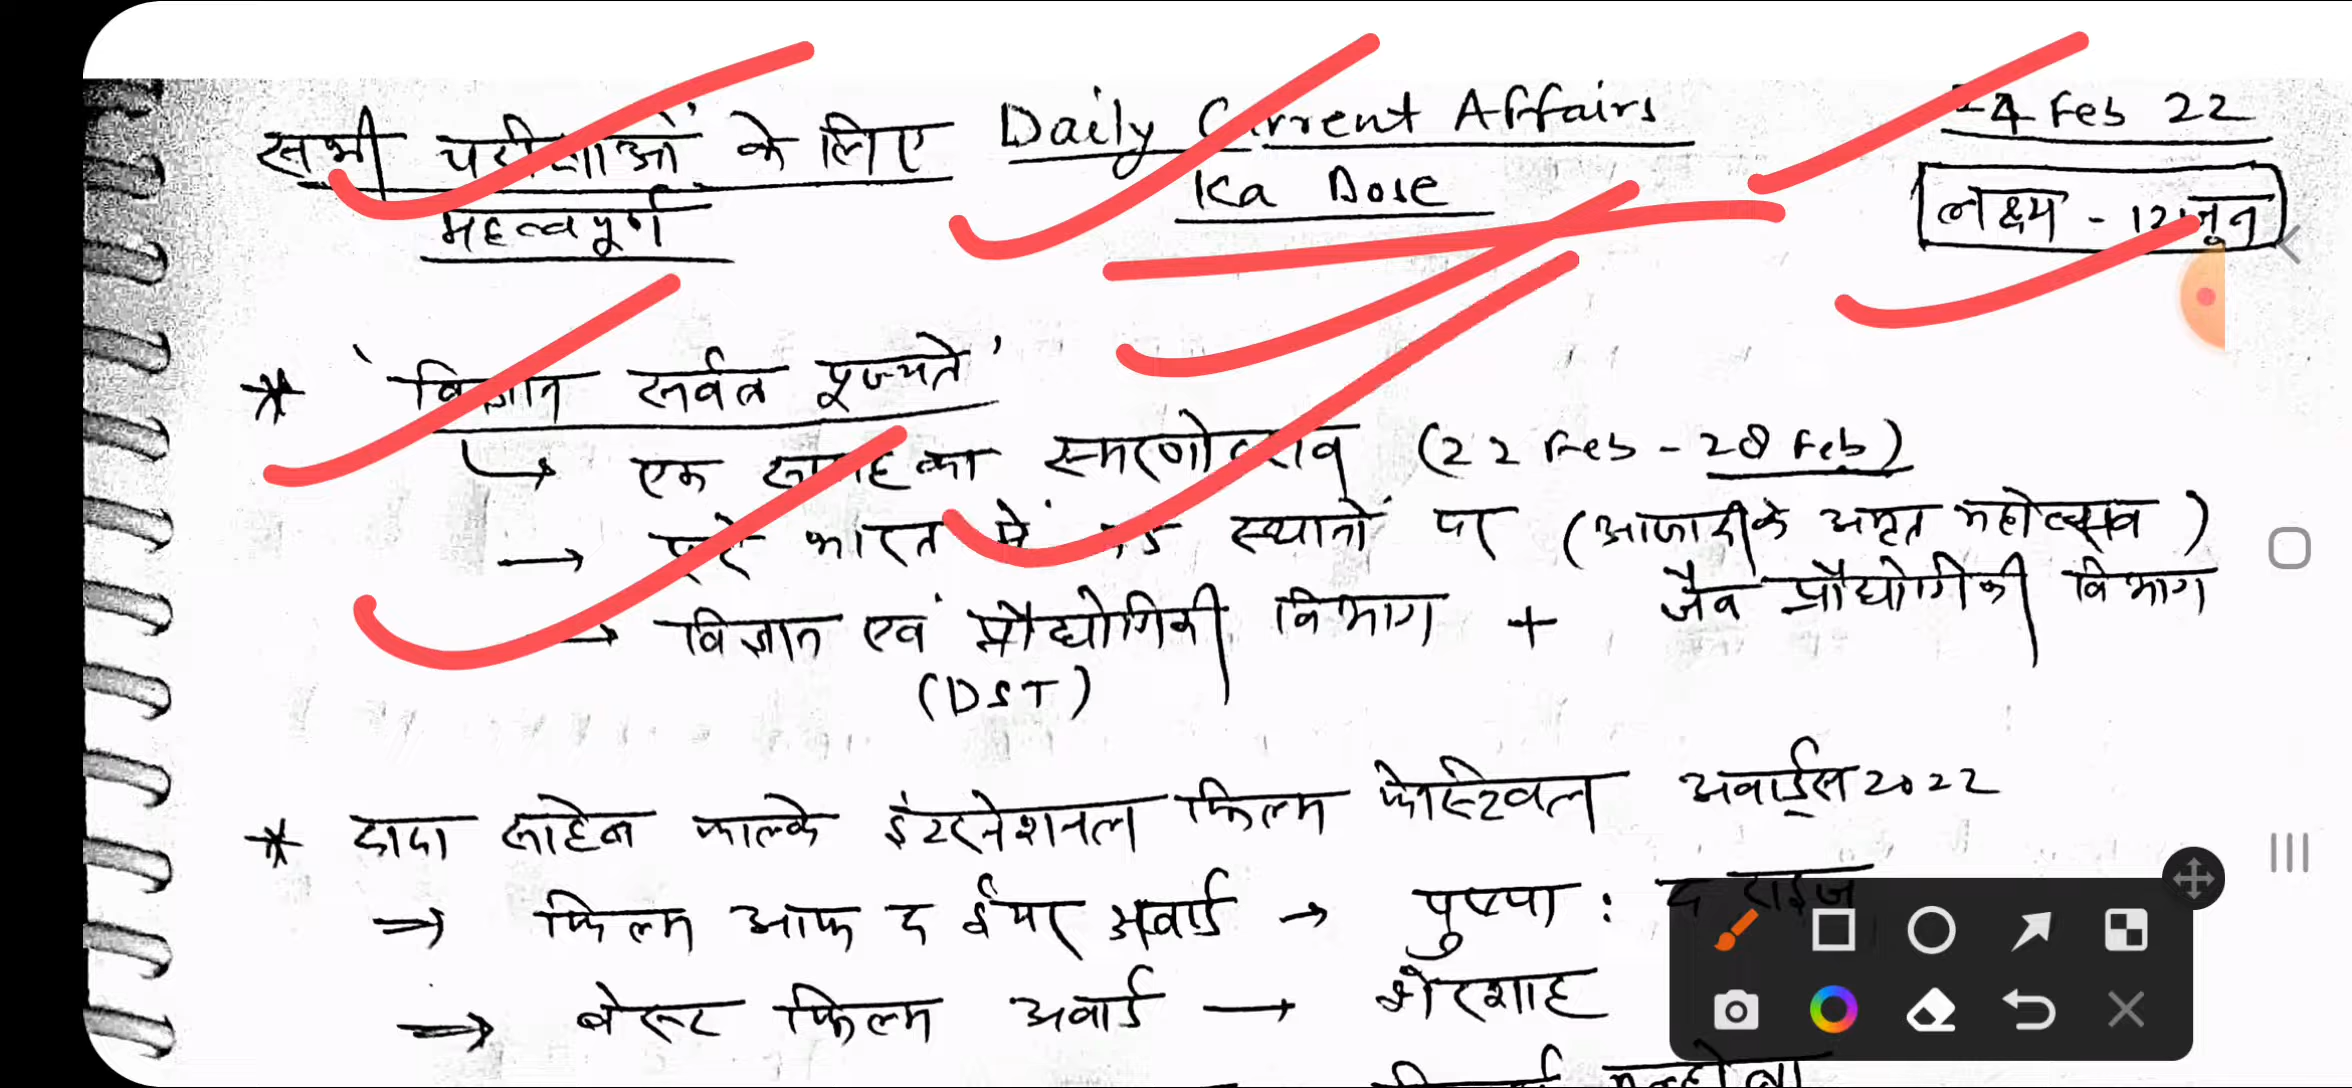 सभी परीक्षाओं के लिए Daily Current Affairs
24 Feb 22
महत्वपूर्ण
Ka Dose
लक्ष्य - 12 जून
* 'विज्ञान सर्वत्र पूज्यते'
↳ एक सप्ताह का स्मरणोत्सव (22 Feb - 28 Feb)
→ पूरे भारत में 75 स्थानों पर (आजादी के अमृत महोत्सव)
→ विज्ञान एवं प्रौद्योगिकी विभाग + जैव प्रौद्योगिकी विभाग
(DST)
* दादा साहेब फाल्के इंटरनेशनल फिल्म फेस्टिवल अवार्ड्स 2022
⇒ फिल्म आफ द ईयर अवार्ड → पुष्पा : द राइज
⇒ बेस्ट फिल्म अवार्ड → शेरशाह